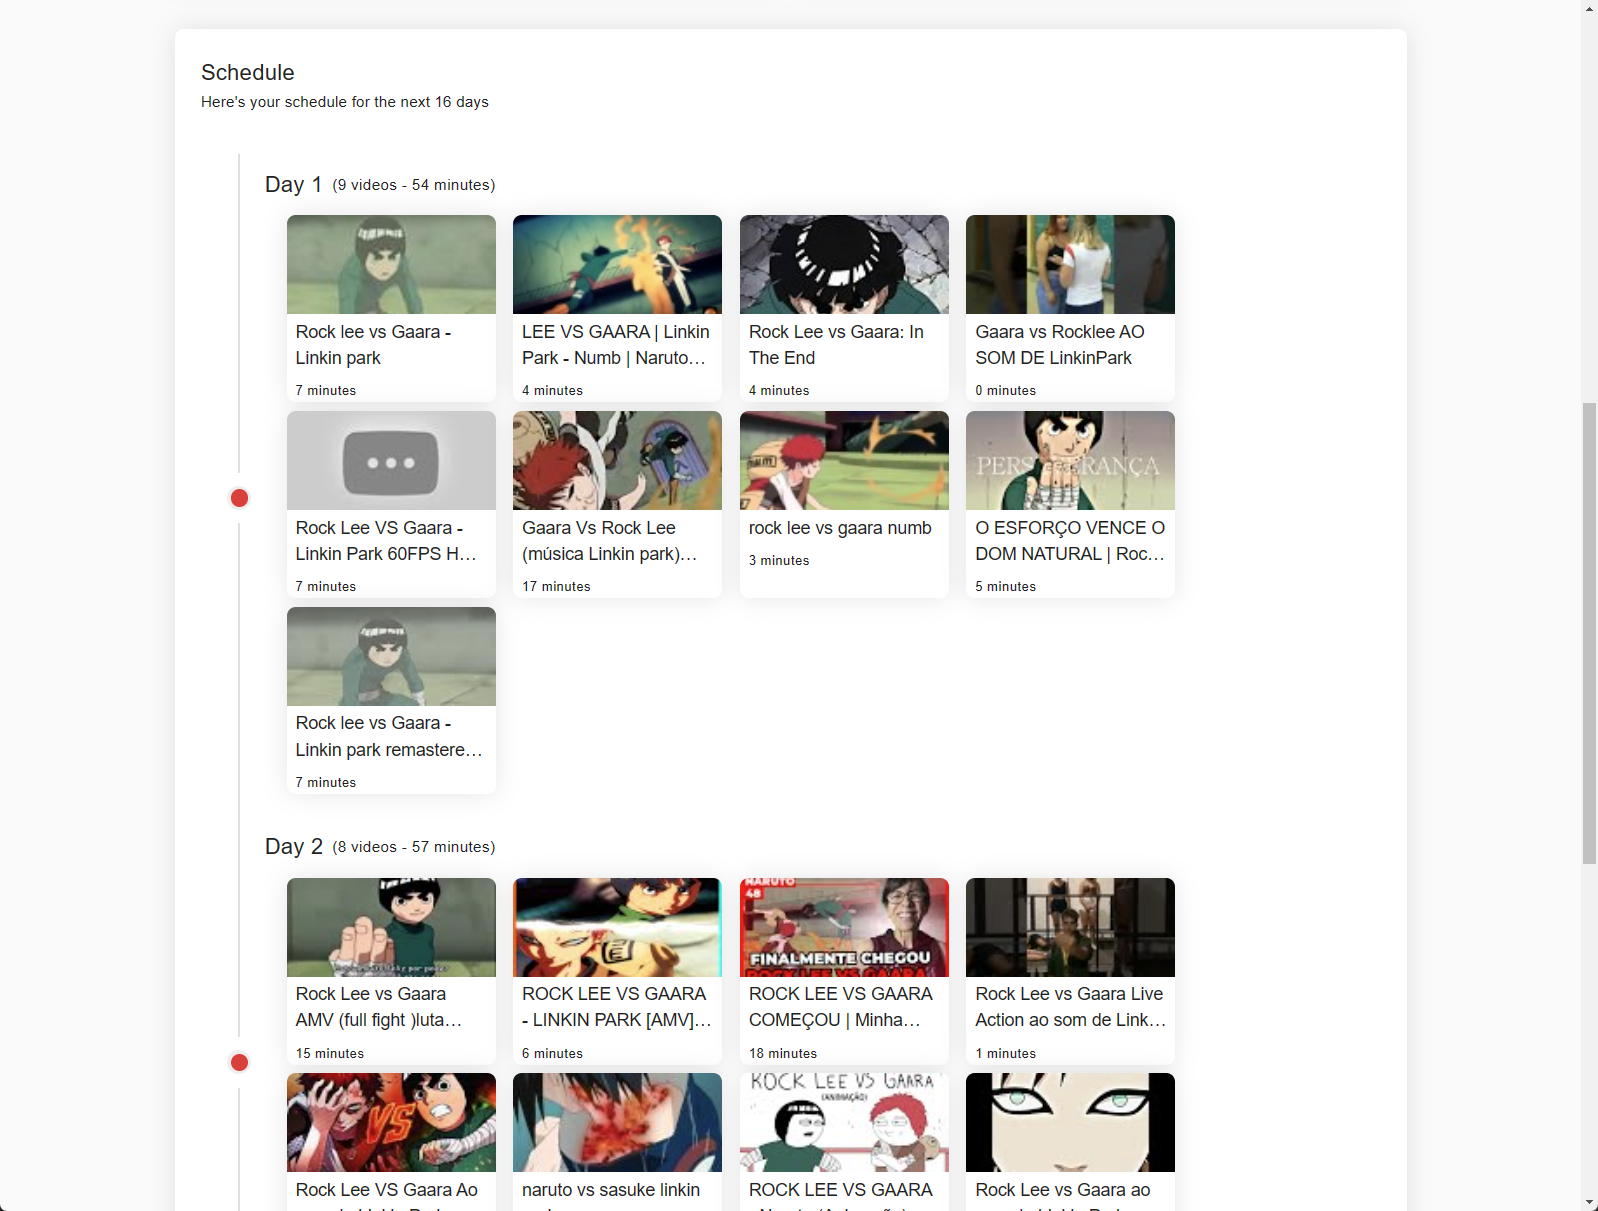 Schedule
Here's your schedule for the next 16 days
Day 1 (9 videos - 54 minutes)
Rock lee vs Gaara -
Linkin park
7 minutes
LEE VS GAARA | Linkin
Park - Numb | Naruto...
4 minutes
Rock Lee vs Gaara: In
The End
4 minutes
Gaara vs Rocklee AO
SOM DE LinkinPark
0 minutes
Rock Lee VS Gaara -
Linkin Park 60FPS H...
7 minutes
Gaara Vs Rock Lee
(música Linkin park)...
17 minutes
rock lee vs gaara numb
3 minutes
PERSEVERANÇA
O ESFORÇO VENCE O
DOM NATURAL | Roc...
5 minutes
Rock lee vs Gaara -
Linkin park remastere...
7 minutes
Day 2 (8 videos - 57 minutes)
Rock Lee vs Gaara
AMV (full fight )luta...
15 minutes
ROCK LEE VS GAARA
- LINKIN PARK [AMV]...
6 minutes
NARUTO
48
FINALMENTE CHEGOU
ROCK LEE VS GAARA
ROCK LEE VS GAARA
COMEÇOU | Minha...
18 minutes
Rock Lee vs Gaara Live
Action ao som de Link...
1 minutes
VS
Rock Lee VS Gaara Ao
naruto vs sasuke linkin
ROCK LEE VS GAARA
(ANIMAÇÃO)
ROCK LEE VS GAARA
Rock Lee vs Gaara ao